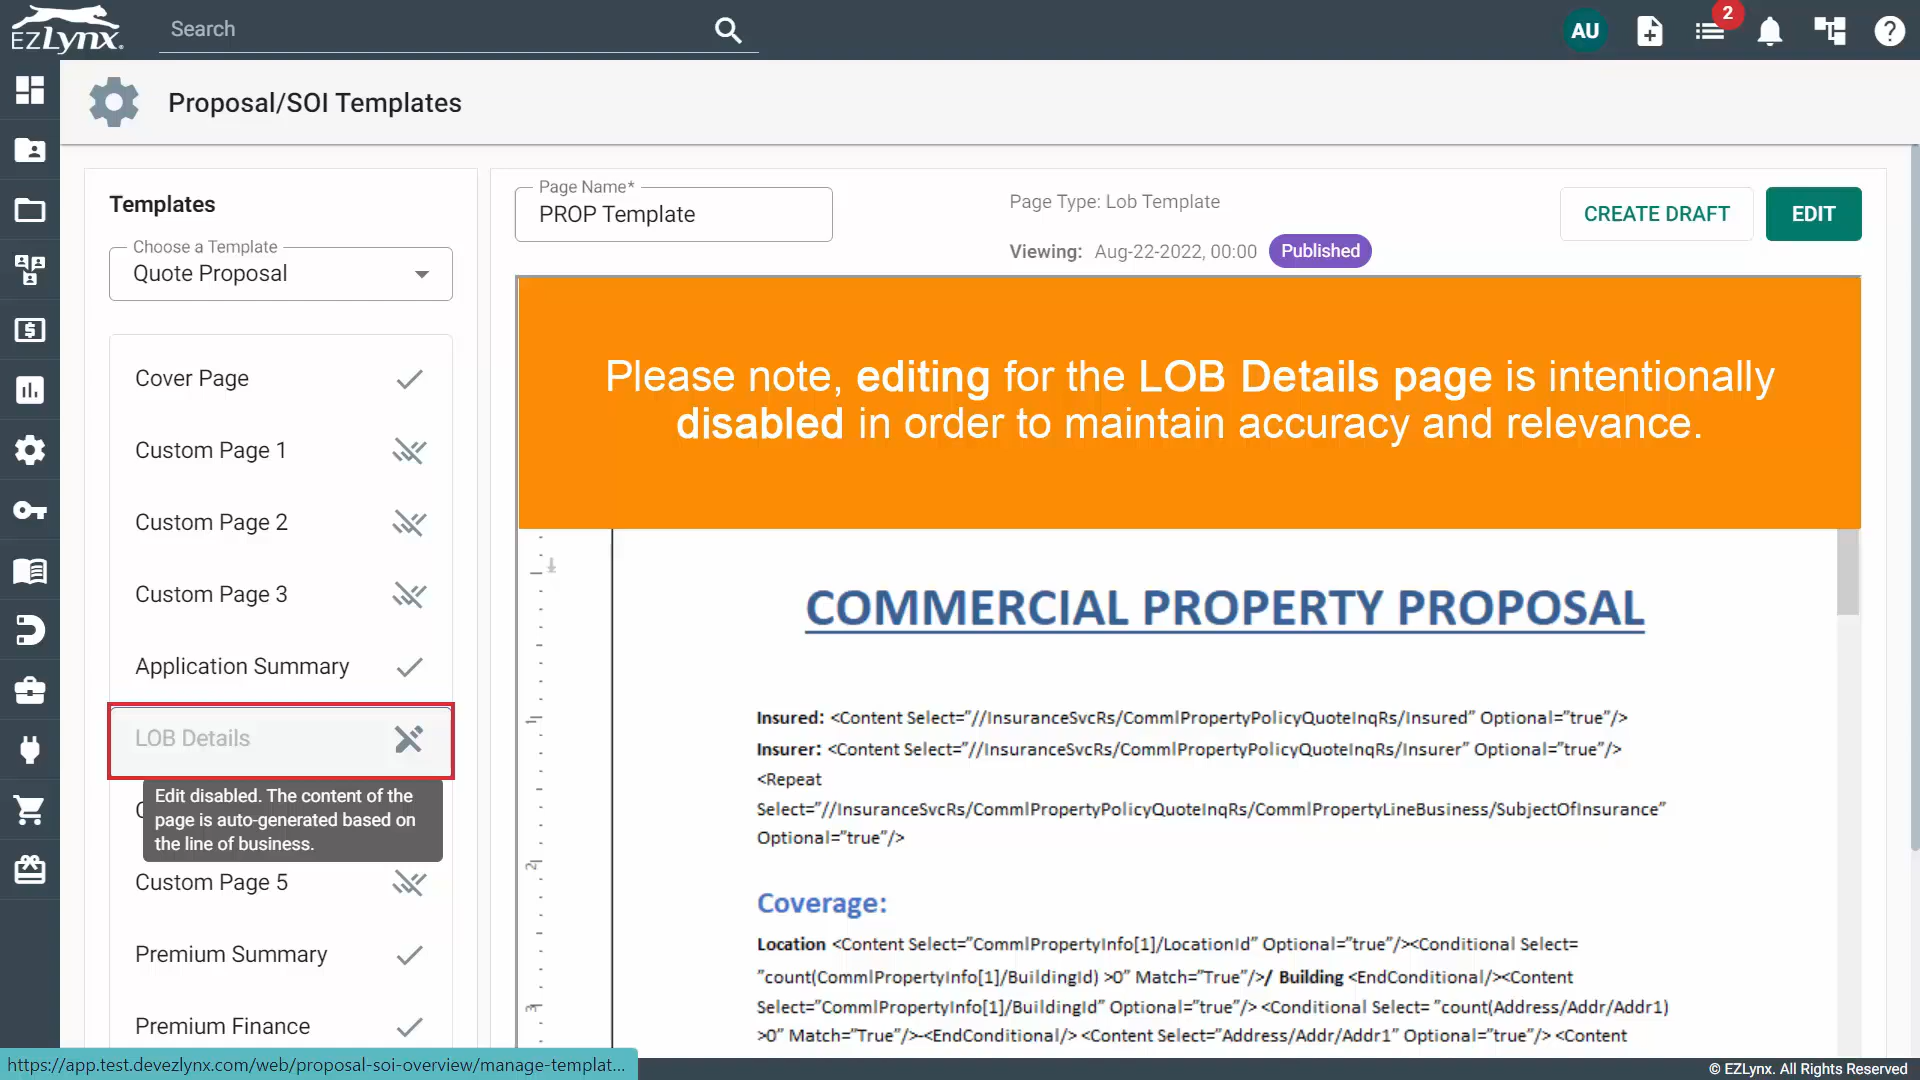 EZLynx.
Search
AU
2
Proposal/SOI Templates
Templates
Choose a Template
Quote Proposal
Cover Page
Custom Page 1
Custom Page 2
Custom Page 3
Application Summary
LOB Details
Edit disabled. The content of the
page is auto-generated based on
the line of business.
Custom Page 5
Premium Summary
Premium Finance
Page Name*
PROP Template
Page Type: Lob Template
Viewing: Aug-22-2022, 00:00 Published
CREATE DRAFT
EDIT
Please note, editing for the LOB Details page is intentionally
disabled in order to maintain accuracy and relevance.
1
2
3
COMMERCIAL PROPERTY PROPOSAL
Insured: <Content Select="//InsuranceSvcRs/CommlPropertyPolicyQuoteInqRs/Insured" Optional="true"/>
Insurer: <Content Select="//InsuranceSvcRs/CommlPropertyPolicyQuoteInqRs/Insurer" Optional="true"/>
<Repeat
Select="//InsuranceSvcRs/CommlPropertyPolicyQuoteInqRs/CommlPropertyLineBusiness/SubjectOfInsurance"
Optional="true"/>
Coverage:
Location <Content Select="CommlPropertyInfo[1]/LocationId" Optional="true"/><Conditional Select=
"count(CommlPropertyInfo[1]/BuildingId) >0" Match="True"/>/ Building <EndConditional/><Content
Select="CommlPropertyInfo[1]/BuildingId" Optional="true"/> <Conditional Select= "count(Address/Addr/Addr1)
>0" Match="True"/>-<EndConditional/> <Content Select="Address/Addr/Addr1" Optional="true"/> <Content
https://app.test.devezlynx.com/web/proposal-soi-overview/manage-templat...
© EZLynx. All Rights Reserved